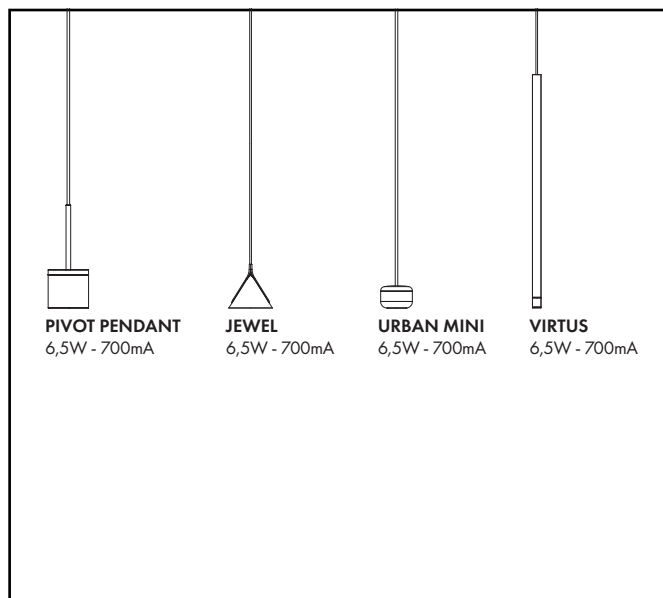 PIVOT PENDANT
6,5W - 700mA
JEWEL
6,5W - 700mA
URBAN MINI
6,5W - 700mA
VIRTUS
6,5W - 700mA